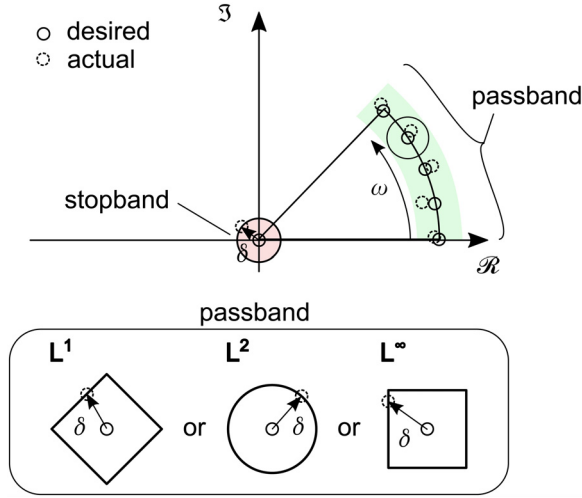 ℑ
desired
actual
passband
ω
stopband
δ
ℛ
passband
L¹ L² L∞
δ or δ or δ